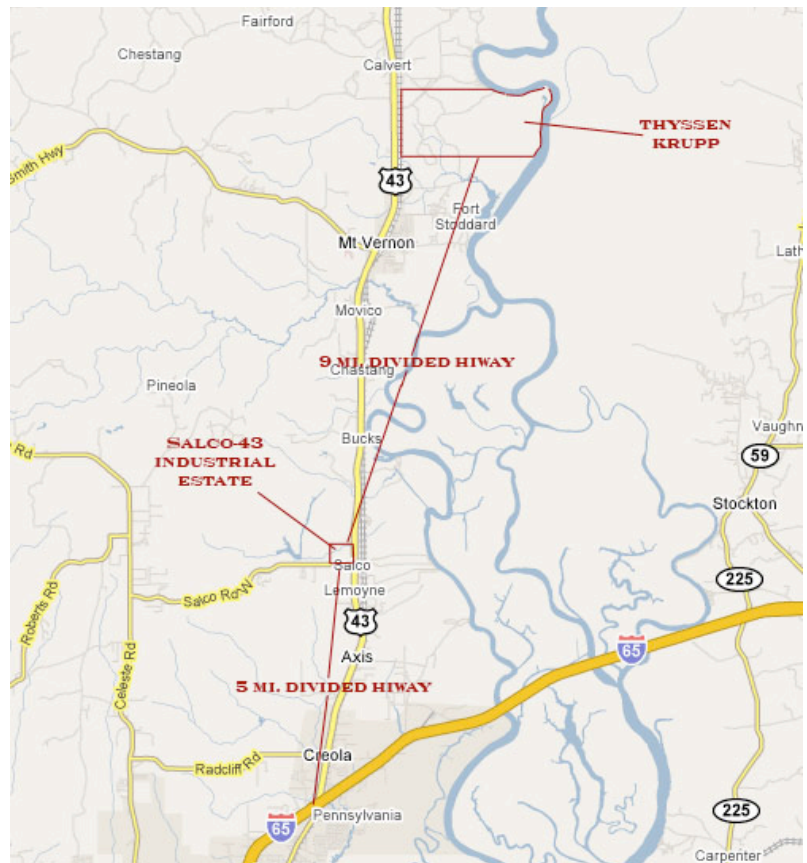 Fairford
Chestang
Calvert
THYSSEN
KRUPP
Smith Hwy
43
Fort
Stoddard
Mt Vernon
Lath
Movico
9 MI. DIVIDED HIWAY
Chastang
Pineola
SALCO-43
INDUSTRIAL
ESTATE
Bucks
Vaughn
59
Rd
Stockton
Salco
225
Salco Rd W
Lemoyne
Roberts Rd
43
Celeste Rd
65
Axis
5 MI. DIVIDED HIWAY
Creola
Radcliff Rd
Pennsylvania
225
65
Carpenter